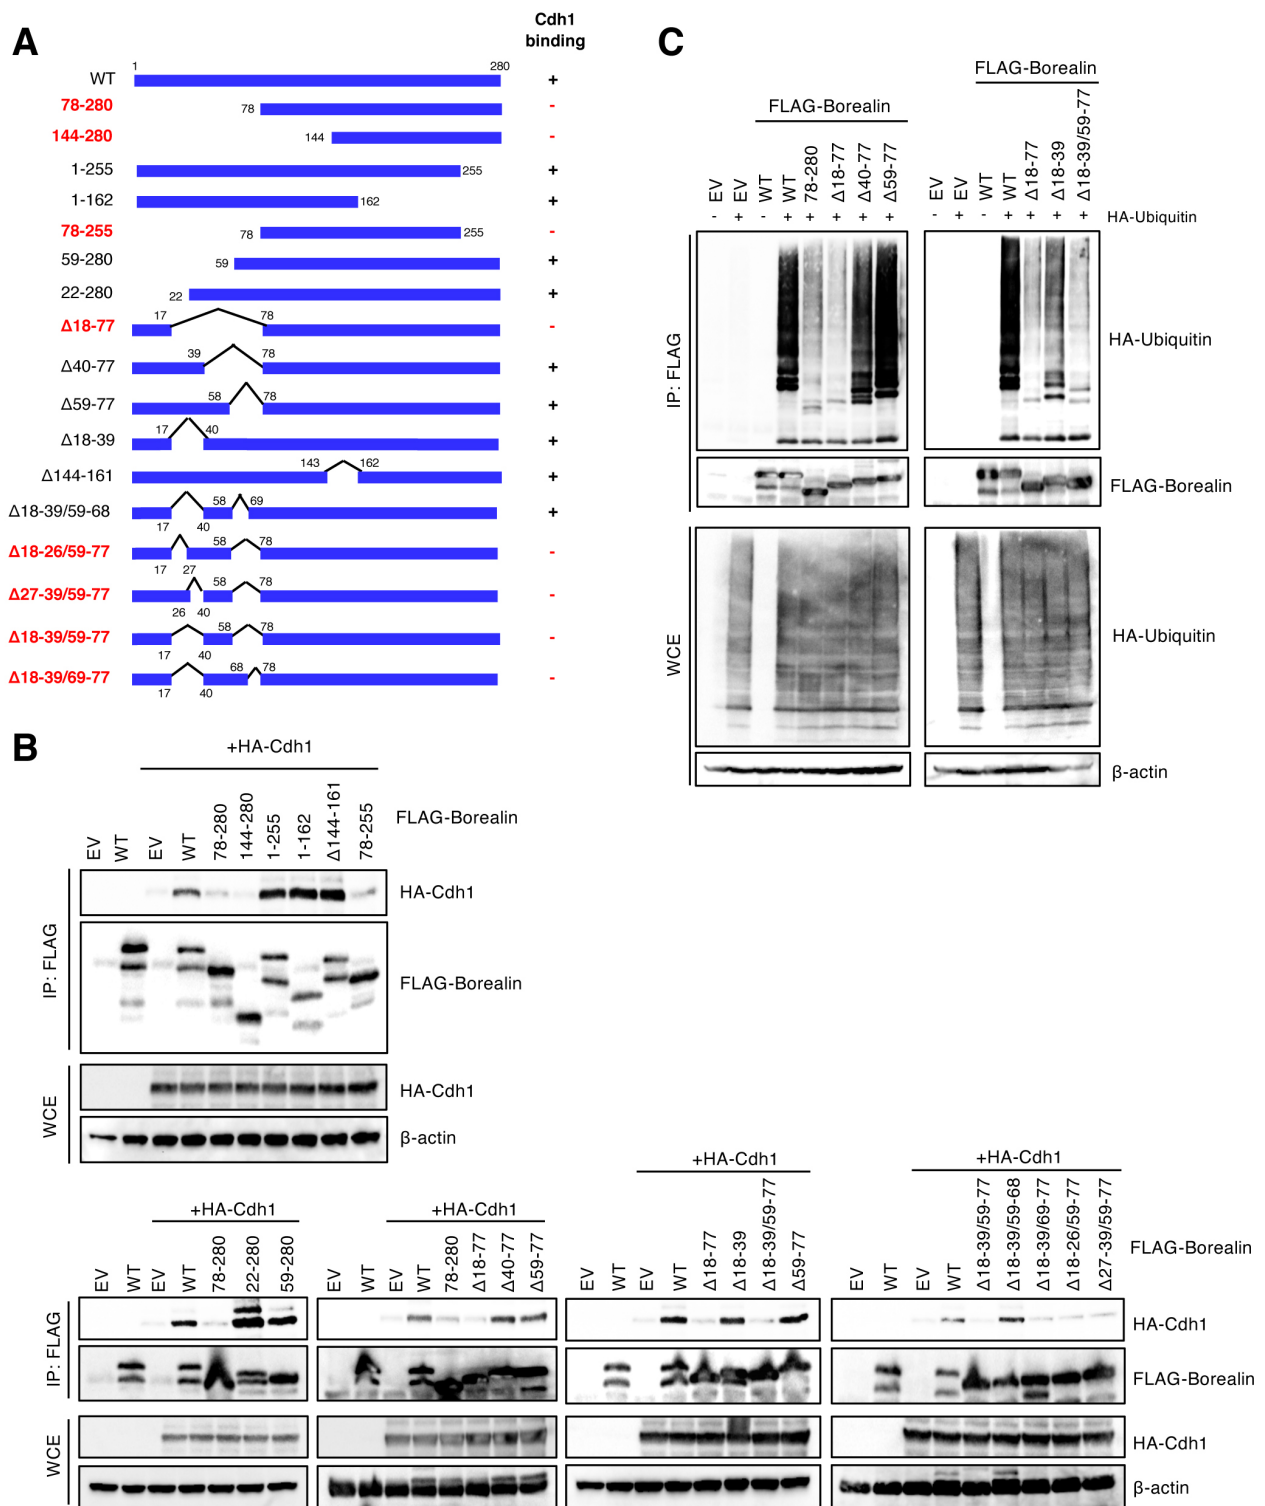 A
Cdh1
binding
1 280
WT +
78-280 78 -
144-280 144 -
1-255 255 +
1-162 162 +
78-255 78 255 -
59-280 59 +
22-280 22 +
Δ18-77 17 78 -
Δ40-77 39 78 +
Δ59-77 58 78 +
Δ18-39 17 40 +
Δ144-161 143 162 +
Δ18-39/59-68 58 69 +
17 40
Δ18-26/59-77 58 78 -
17 27
Δ27-39/59-77 58 78 -
26 40
Δ18-39/59-77 58 78 -
17 40
Δ18-39/69-77 68 78 -
17 40
B
+HA-Cdh1
EV WT EV WT 78-280 144-280 1-255 1-162 Δ144-161 78-255 FLAG-Borealin
IP: FLAG
HA-Cdh1
FLAG-Borealin
WCE
HA-Cdh1
β-actin
+HA-Cdh1
EV WT EV WT 78-280 22-280 59-280
+HA-Cdh1
EV WT EV WT 78-280 Δ18-77 Δ40-77 Δ59-77
+HA-Cdh1
EV WT EV WT Δ18-77 Δ18-39 Δ18-39/59-77 Δ59-77
+HA-Cdh1
EV WT EV WT Δ18-39/59-77 Δ18-39/59-68 Δ18-39/69-77 Δ18-26/59-77 Δ27-39/59-77 FLAG-Borealin
IP: FLAG
HA-Cdh1
FLAG-Borealin
WCE
HA-Cdh1
β-actin
C
FLAG-Borealin
EV EV WT WT 78-280 Δ18-77 Δ40-77 Δ59-77
- + - + + + + +
FLAG-Borealin
EV EV WT WT Δ18-77 Δ18-39 Δ18-39/59-77
- + - + + + + HA-Ubiquitin
IP: FLAG
HA-Ubiquitin
FLAG-Borealin
WCE
HA-Ubiquitin
β-actin